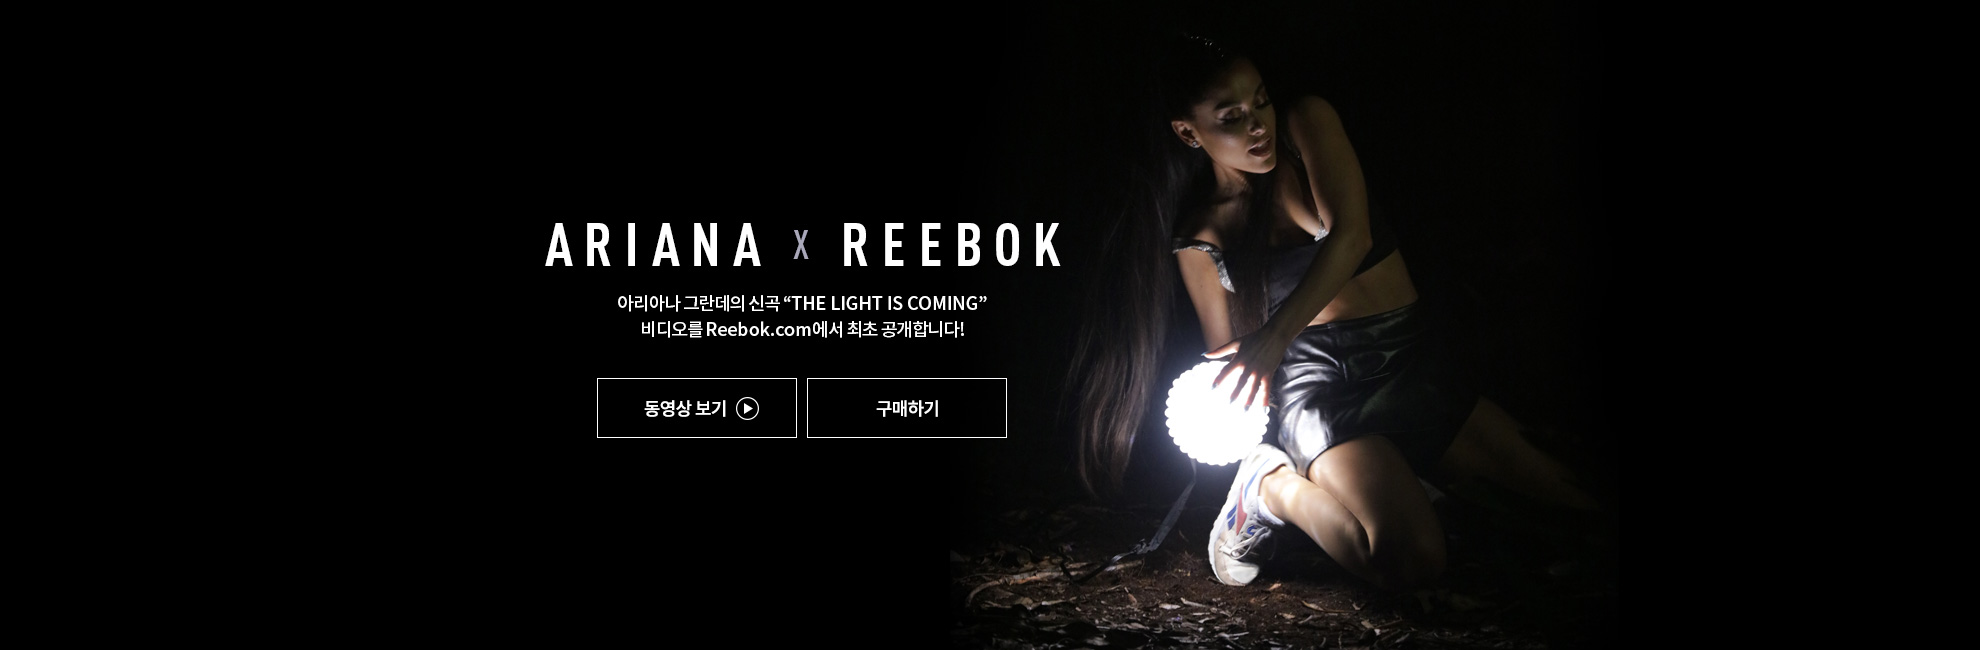 ARIANA X REEBOK
아리아나 그란데의 신곡 “THE LIGHT IS COMING”
비디오를 Reebok.com에서 최초 공개합니다!
동영상 보기
구매하기